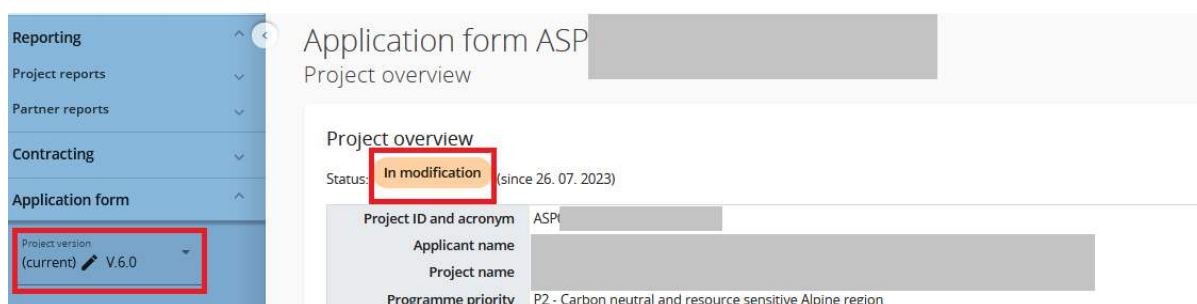 Reporting
Project reports
Partner reports
Contracting
Application form
Project version
(current) V.6.0
Application form ASP
Project overview
Project overview
Status: In modification (since 26. 07. 2023)
Project ID and acronym ASP
Applicant name
Project name
Programme priority P2 - Carbon neutral and resource sensitive Alpine region